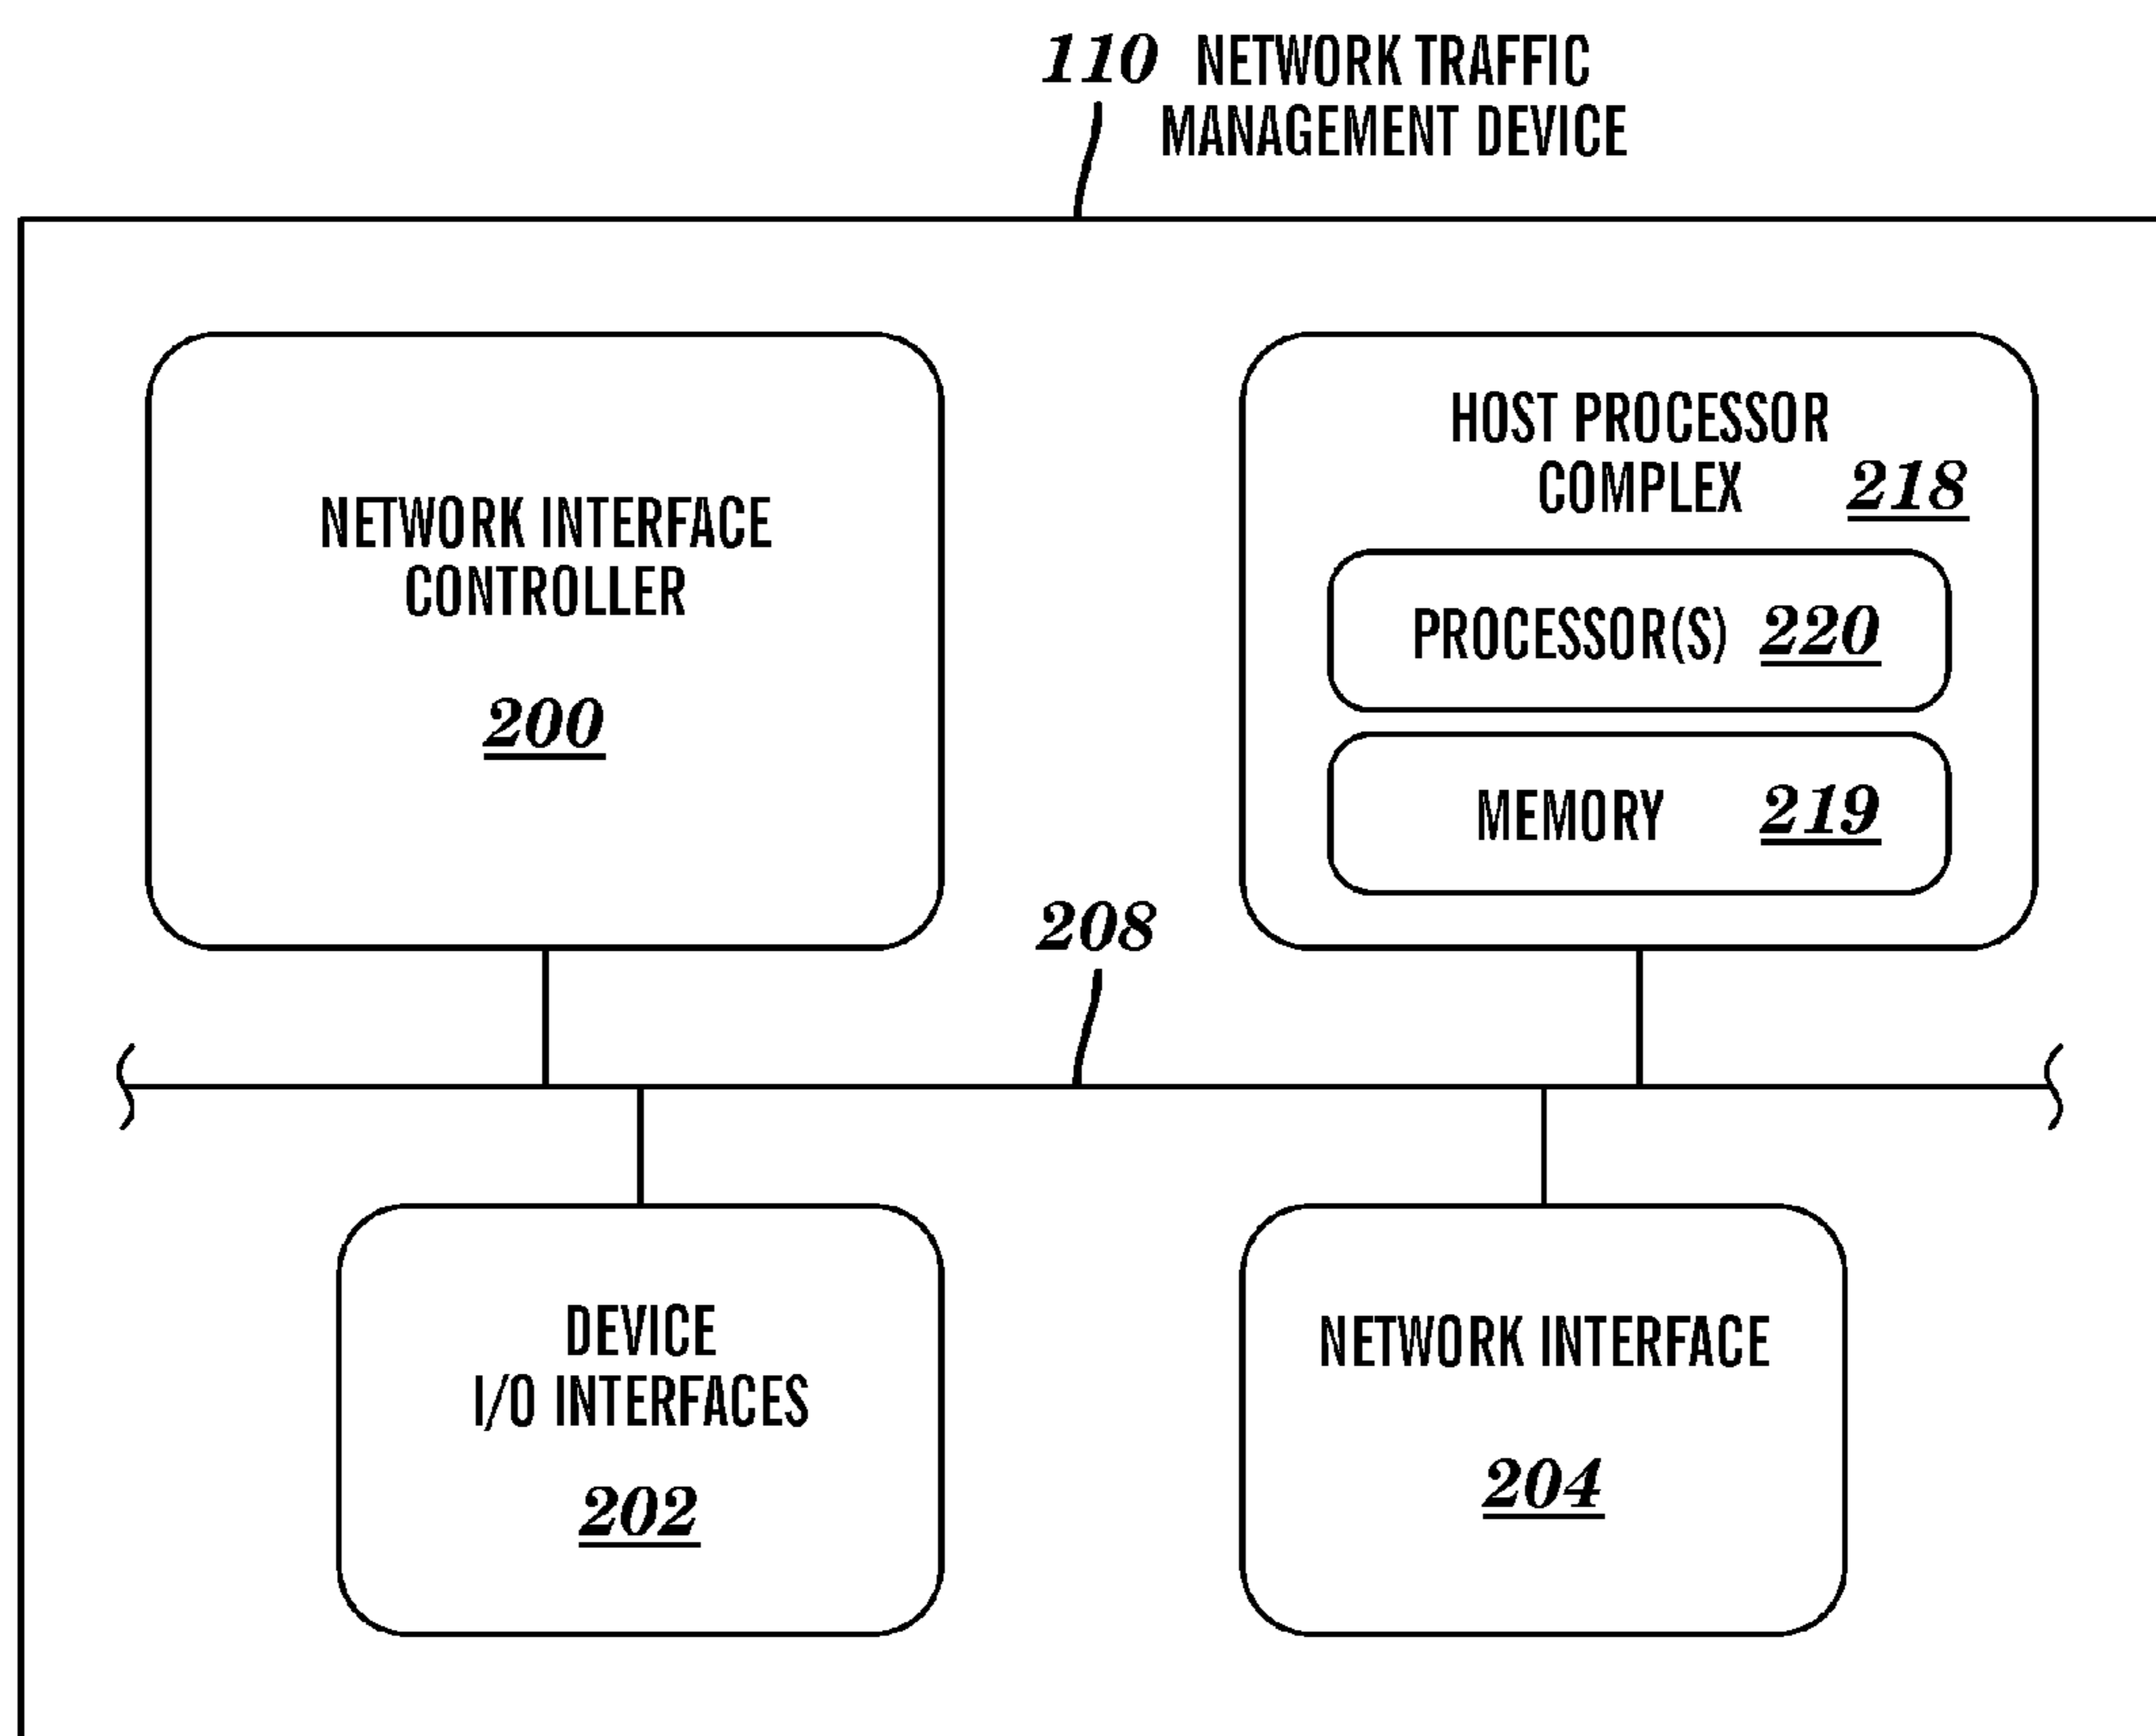 110 NETWORK TRAFFIC
MANAGEMENT DEVICE
NETWORK INTERFACE
CONTROLLER
200
HOST PROCESSOR
COMPLEX 218
PROCESSOR(S) 220
MEMORY 219
208
DEVICE
I/O INTERFACES
202
NETWORK INTERFACE
204